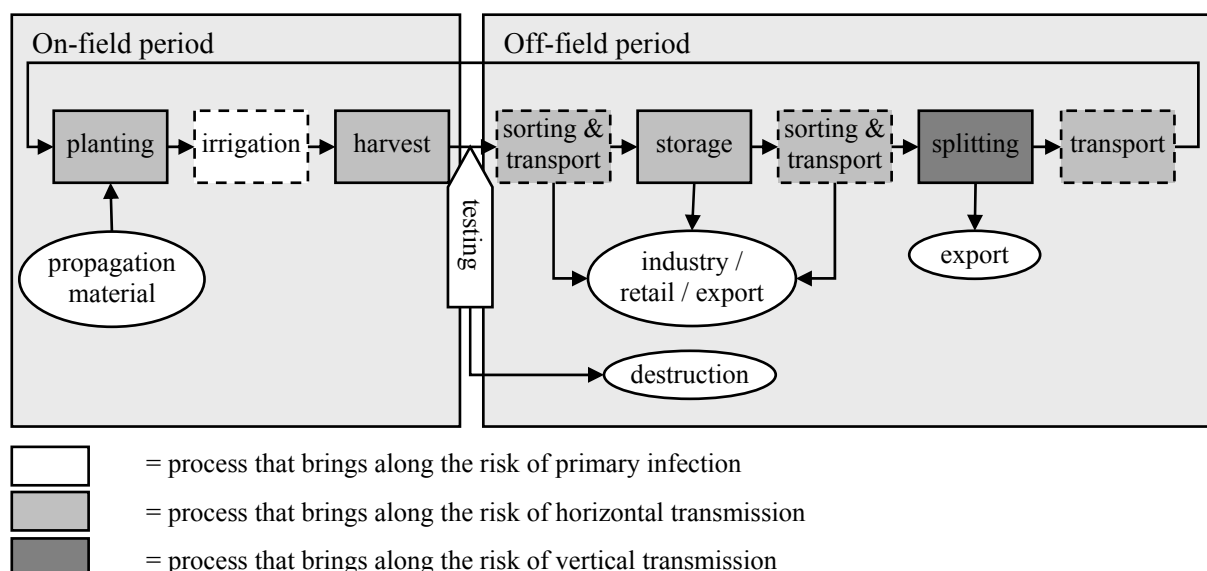 On-field period
Off-field period
planting
irrigation
harvest
sorting &
transport
storage
sorting &
transport
splitting
transport
testing
propagation
material
industry /
retail / export
export
destruction
= process that brings along the risk of primary infection
= process that brings along the risk of horizontal transmission
= process that brings along the risk of vertical transmission